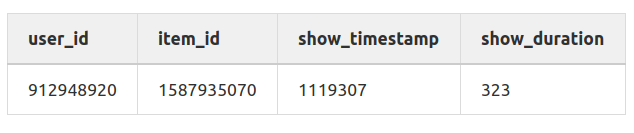 user_id item_id show_timestamp show_duration
912948920 1587935070 1119307 323